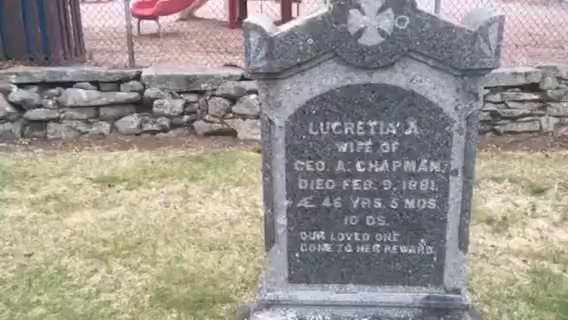 LUCRETIA A.
WIFE OF
GEO. A. CHAPMAN,
DIED FEB. 9, 1881.
Æ. 46 YRS. 5 MOS.
10 DS.
OUR LOVED ONE
GONE TO HER REWARD.